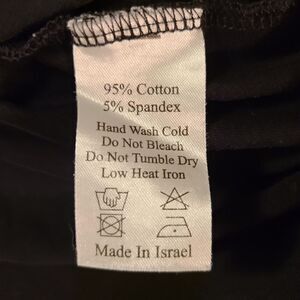 95% Cotton
5% Spandex
Hand Wash Cold
Do Not Bleach
Do Not Tumble Dry
Low Heat Iron
Made In Israel